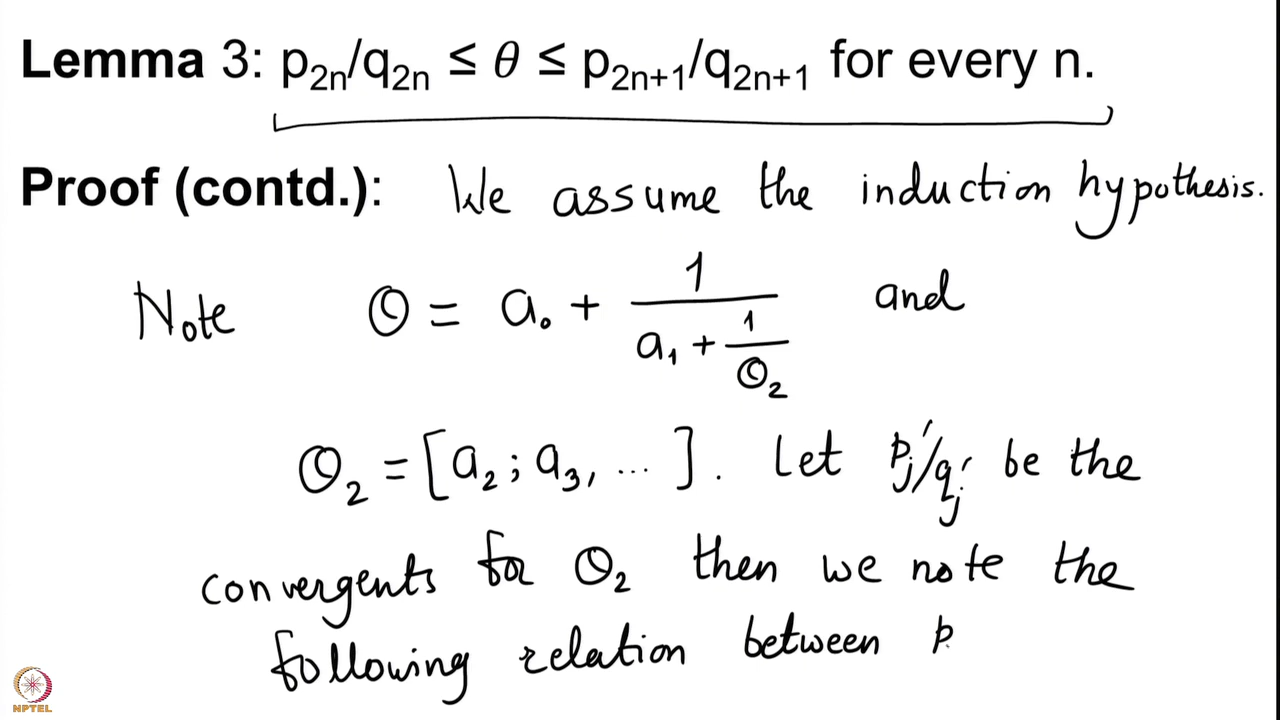 Lemma 3: p₂ₙ/q₂ₙ ≤ θ ≤ p₂ₙ₊₁/q₂ₙ₊₁ for every n.
Proof (contd.): We assume the induction hypothesis.
Note θ = a₀ + 1/(a₁ + 1/θ₂) and
θ₂ = [a₂; a₃, ... ]. Let pⱼ'/qⱼ' be the
convergents for θ₂ then we note the
following relation between p
NPTEL